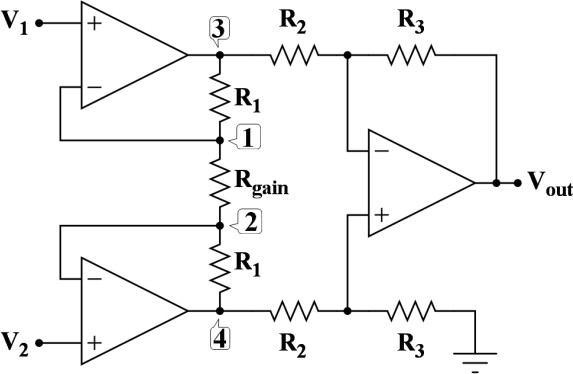 V1
+
−
3
R2
R3
R1
1
−
Rgain
+
Vout
2
R1
−
+
V2
4
R2
R3